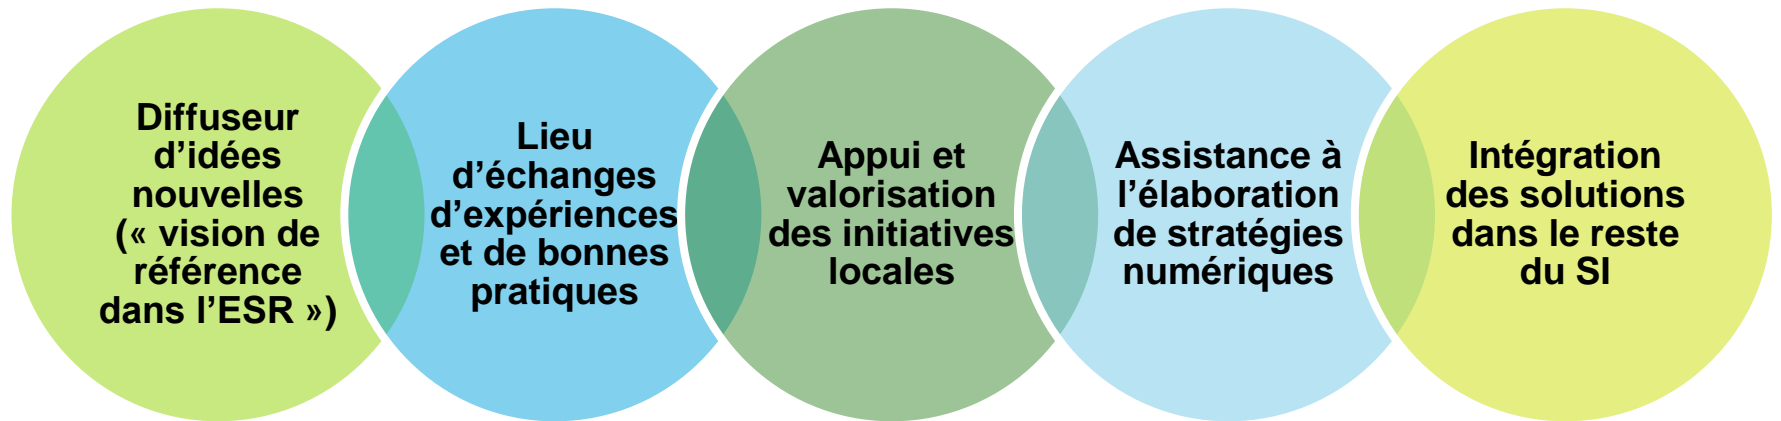 Diffuseur
d’idées
nouvelles
(« vision de
référence
dans l’ESR »)
Lieu
d’échanges
d’expériences
et de bonnes
pratiques
Appui et
valorisation
des initiatives
locales
Assistance à
l’élaboration
de stratégies
numériques
Intégration
des solutions
dans le reste
du SI